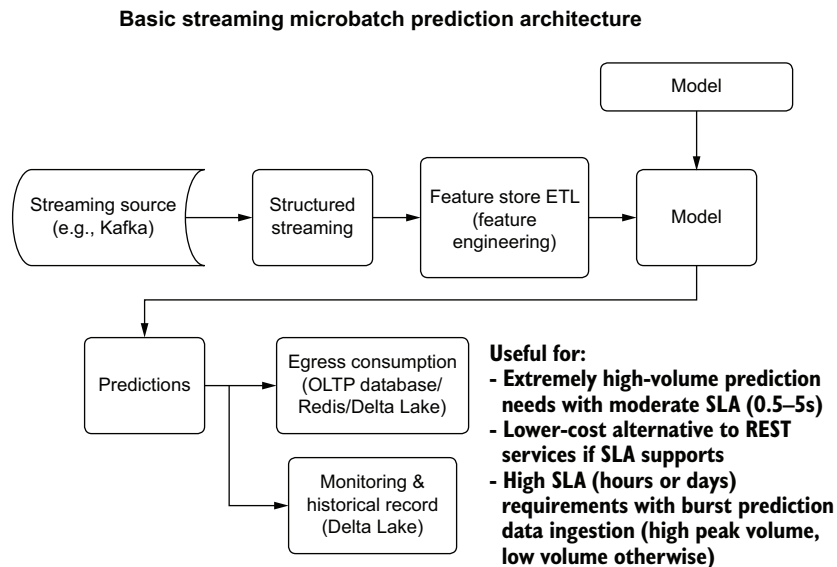 Basic streaming microbatch prediction architecture
Model
Streaming source
(e.g., Kafka)
Structured
streaming
Feature store ETL
(feature
engineering)
Model
Predictions
Egress consumption
(OLTP database/
Redis/Delta Lake)
Monitoring &
historical record
(Delta Lake)
Useful for:
- Extremely high-volume prediction
needs with moderate SLA (0.5–5s)
- Lower-cost alternative to REST
services if SLA supports
- High SLA (hours or days)
requirements with burst prediction
data ingestion (high peak volume,
low volume otherwise)